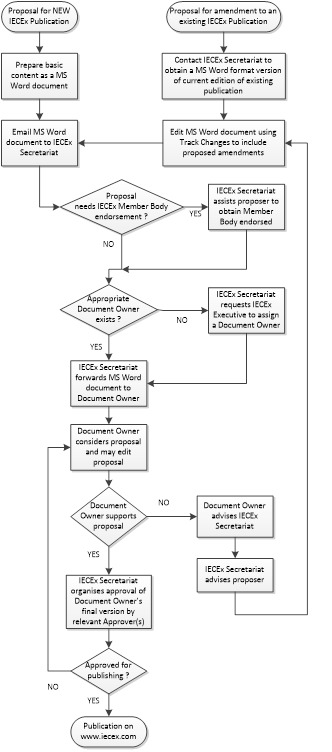 Proposal for NEW
IECEx Publication
Proposal for amendment to an
existing IECEx Publication
Prepare basic
content as a MS
Word document
Contact IECEx Secretariat to
obtain a MS Word format version
of current edition of existing
publication
Email MS Word
document to IECEx
Secretariat
Edit MS Word document using
Track Changes to include
proposed amendments
Proposal
needs IECEx Member Body
endorsement ?
YES
IECEx Secretariat
assists proposer to
obtain Member
Body endorsed
NO
Appropriate
Document Owner
exists ?
NO
IECEx Secretariat
requests IECEx
Executive to assign
a Document Owner
YES
IECEx Secretariat
forwards MS Word
document to
Document Owner
Document Owner
considers proposal
and may edit
proposal
Document
Owner supports
proposal
NO
Document Owner
advises IECEx
Secretariat
YES
IECEx Secretariat
advises proposer
IECEx Secretariat
organises approval of
Document Owner's
final version by
relevant Approver(s)
Approved for
publishing ?
NO
YES
Publication on
www.iecex.com